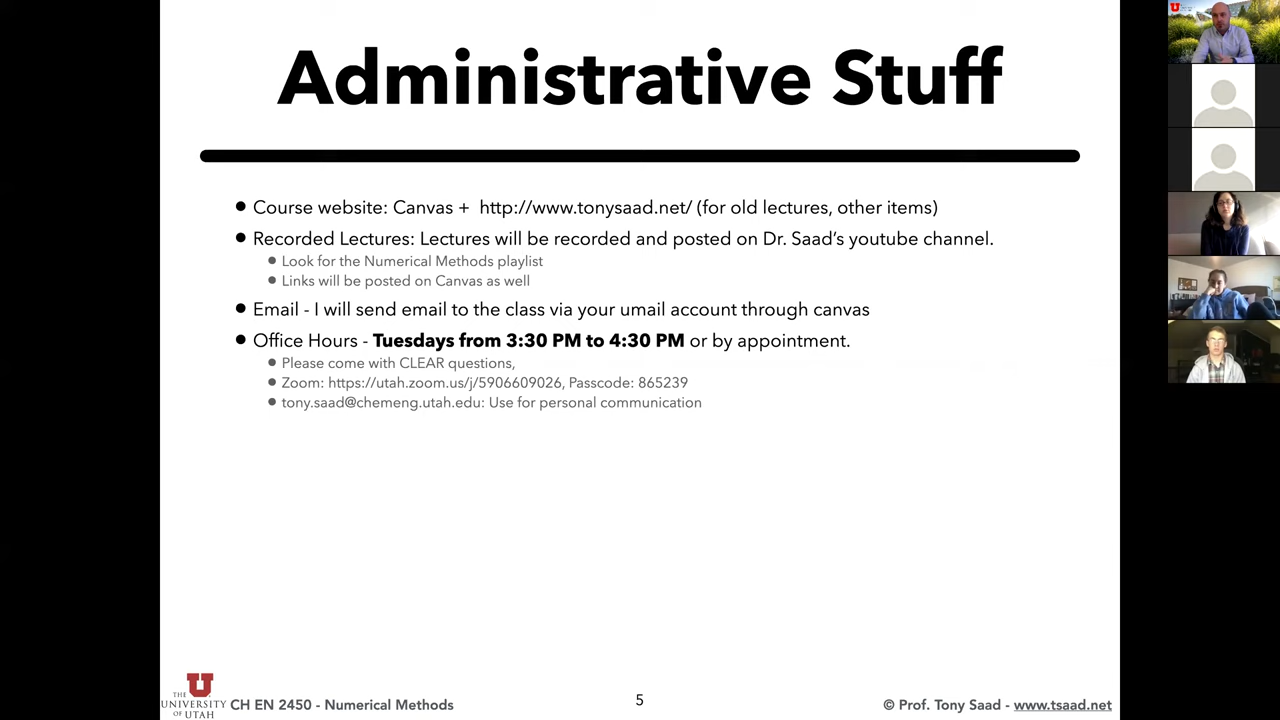 Administrative Stuff
Course website: Canvas + http://www.tonysaad.net/ (for old lectures, other items)
Recorded Lectures: Lectures will be recorded and posted on Dr. Saad's youtube channel.
Look for the Numerical Methods playlist
Links will be posted on Canvas as well
Email - I will send email to the class via your umail account through canvas
Office Hours - Tuesdays from 3:30 PM to 4:30 PM or by appointment.
Please come with CLEAR questions,
Zoom: https://utah.zoom.us/j/5906609026, Passcode: 865239
tony.saad@chemeng.utah.edu: Use for personal communication
THE
UNIVERSITY
OF UTAH
CH EN 2450 - Numerical Methods
5
© Prof. Tony Saad - www.tsaad.net